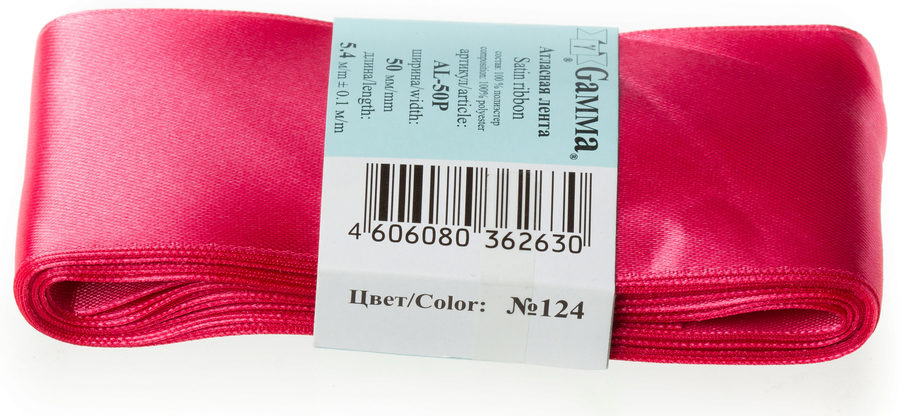 GaMMa®
Атласная лента
Satin ribbon
состав: 100 % полиэстер
composition: 100% polyester
артикул/article:
AL-50P
ширина/width:
50 мм/mm
длина/length:
5.4 м/m ± 0.1 м/m
4 606080 362630
Цвет/Color: №124